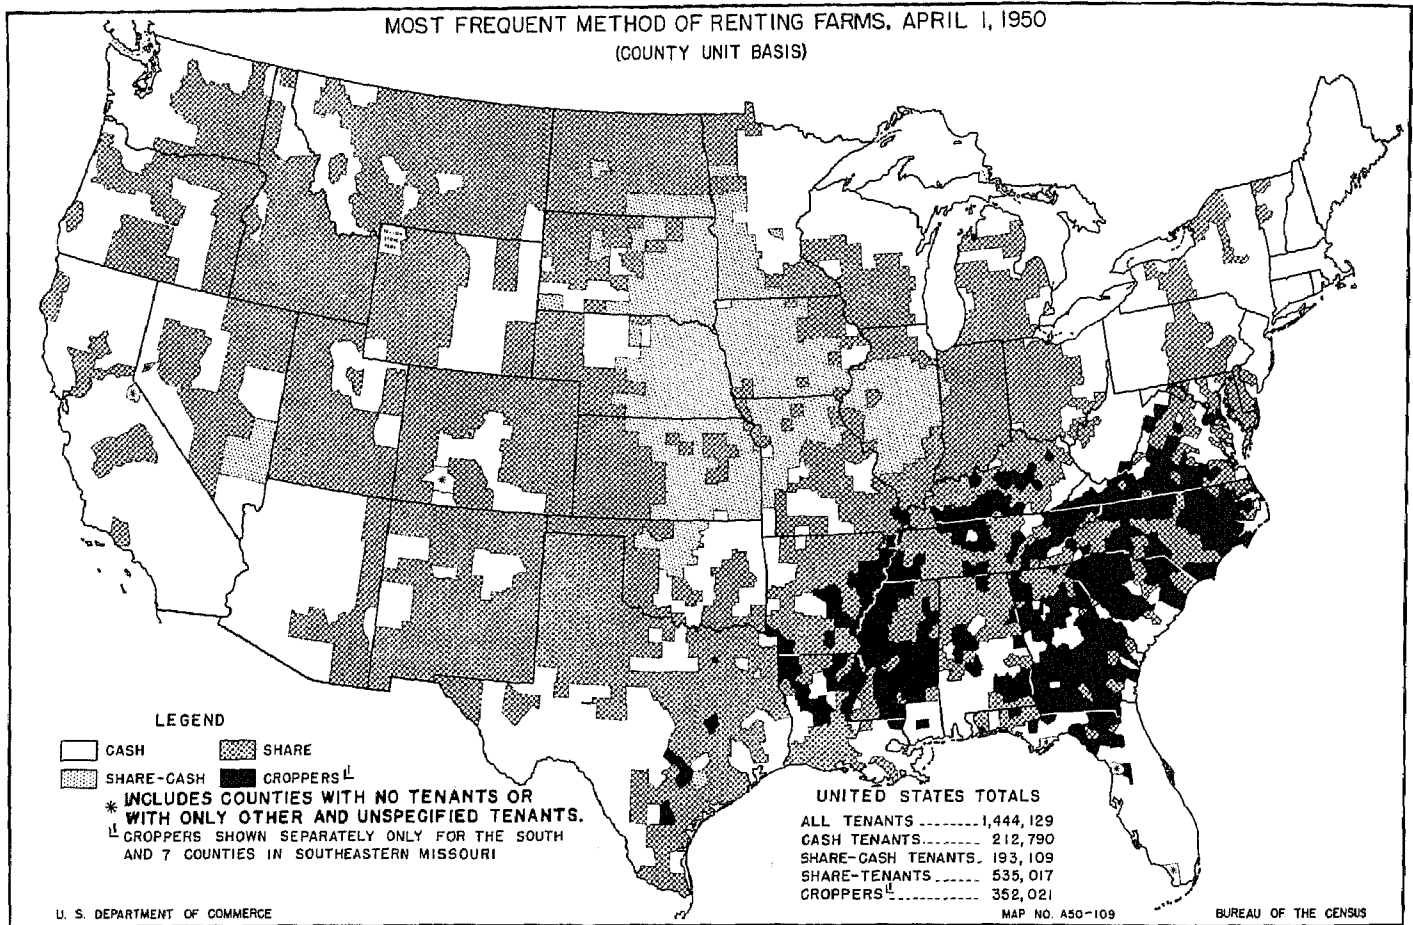 MOST FREQUENT METHOD OF RENTING FARMS, APRIL 1, 1950
(COUNTY UNIT BASIS)
LEGEND
CASH
SHARE
SHARE-CASH
CROPPERS 1/
* INCLUDES COUNTIES WITH NO TENANTS OR
WITH ONLY OTHER AND UNSPECIFIED TENANTS.
1/ CROPPERS SHOWN SEPARATELY ONLY FOR THE SOUTH
AND 7 COUNTIES IN SOUTHEASTERN MISSOURI
UNITED STATES TOTALS
ALL TENANTS ........ 1,444,129
CASH TENANTS ........ 212,790
SHARE-CASH TENANTS. 193,109
SHARE-TENANTS ...... 535,017
CROPPERS 1/ ........... 352,021
U. S. DEPARTMENT OF COMMERCE
MAP NO. A50-109
BUREAU OF THE CENSUS